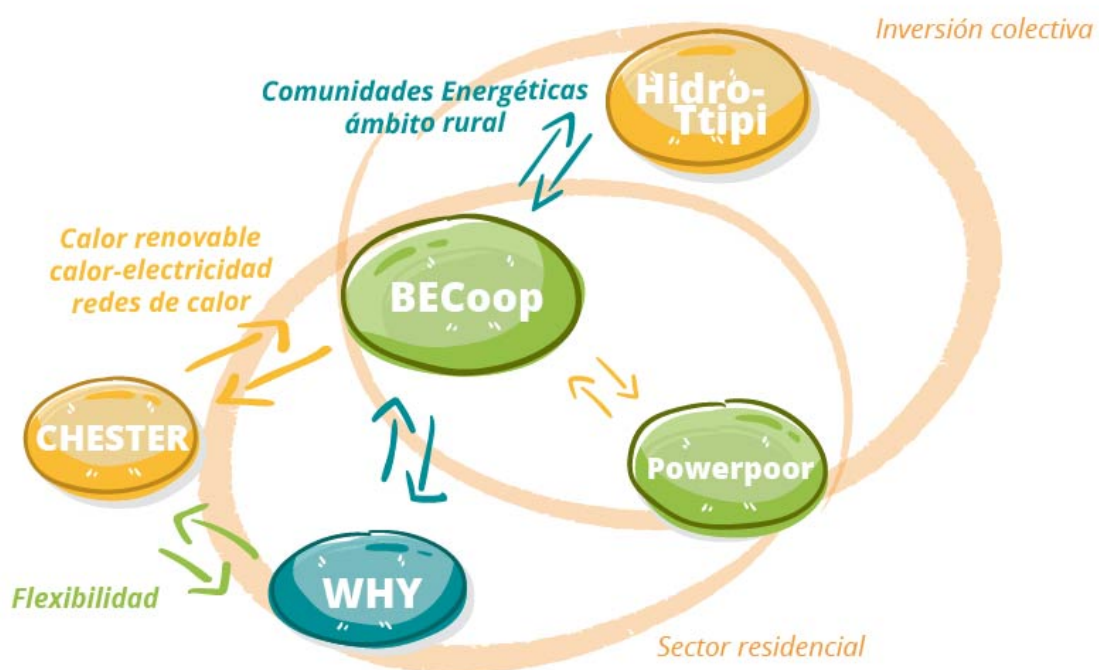 Inversión colectiva
Hidro-
Ttipi
Comunidades Energéticas
ámbito rural
Calor renovable
calor-electricidad
redes de calor
BECoop
CHESTER
Powerpoor
WHY
Flexibilidad
Sector residencial